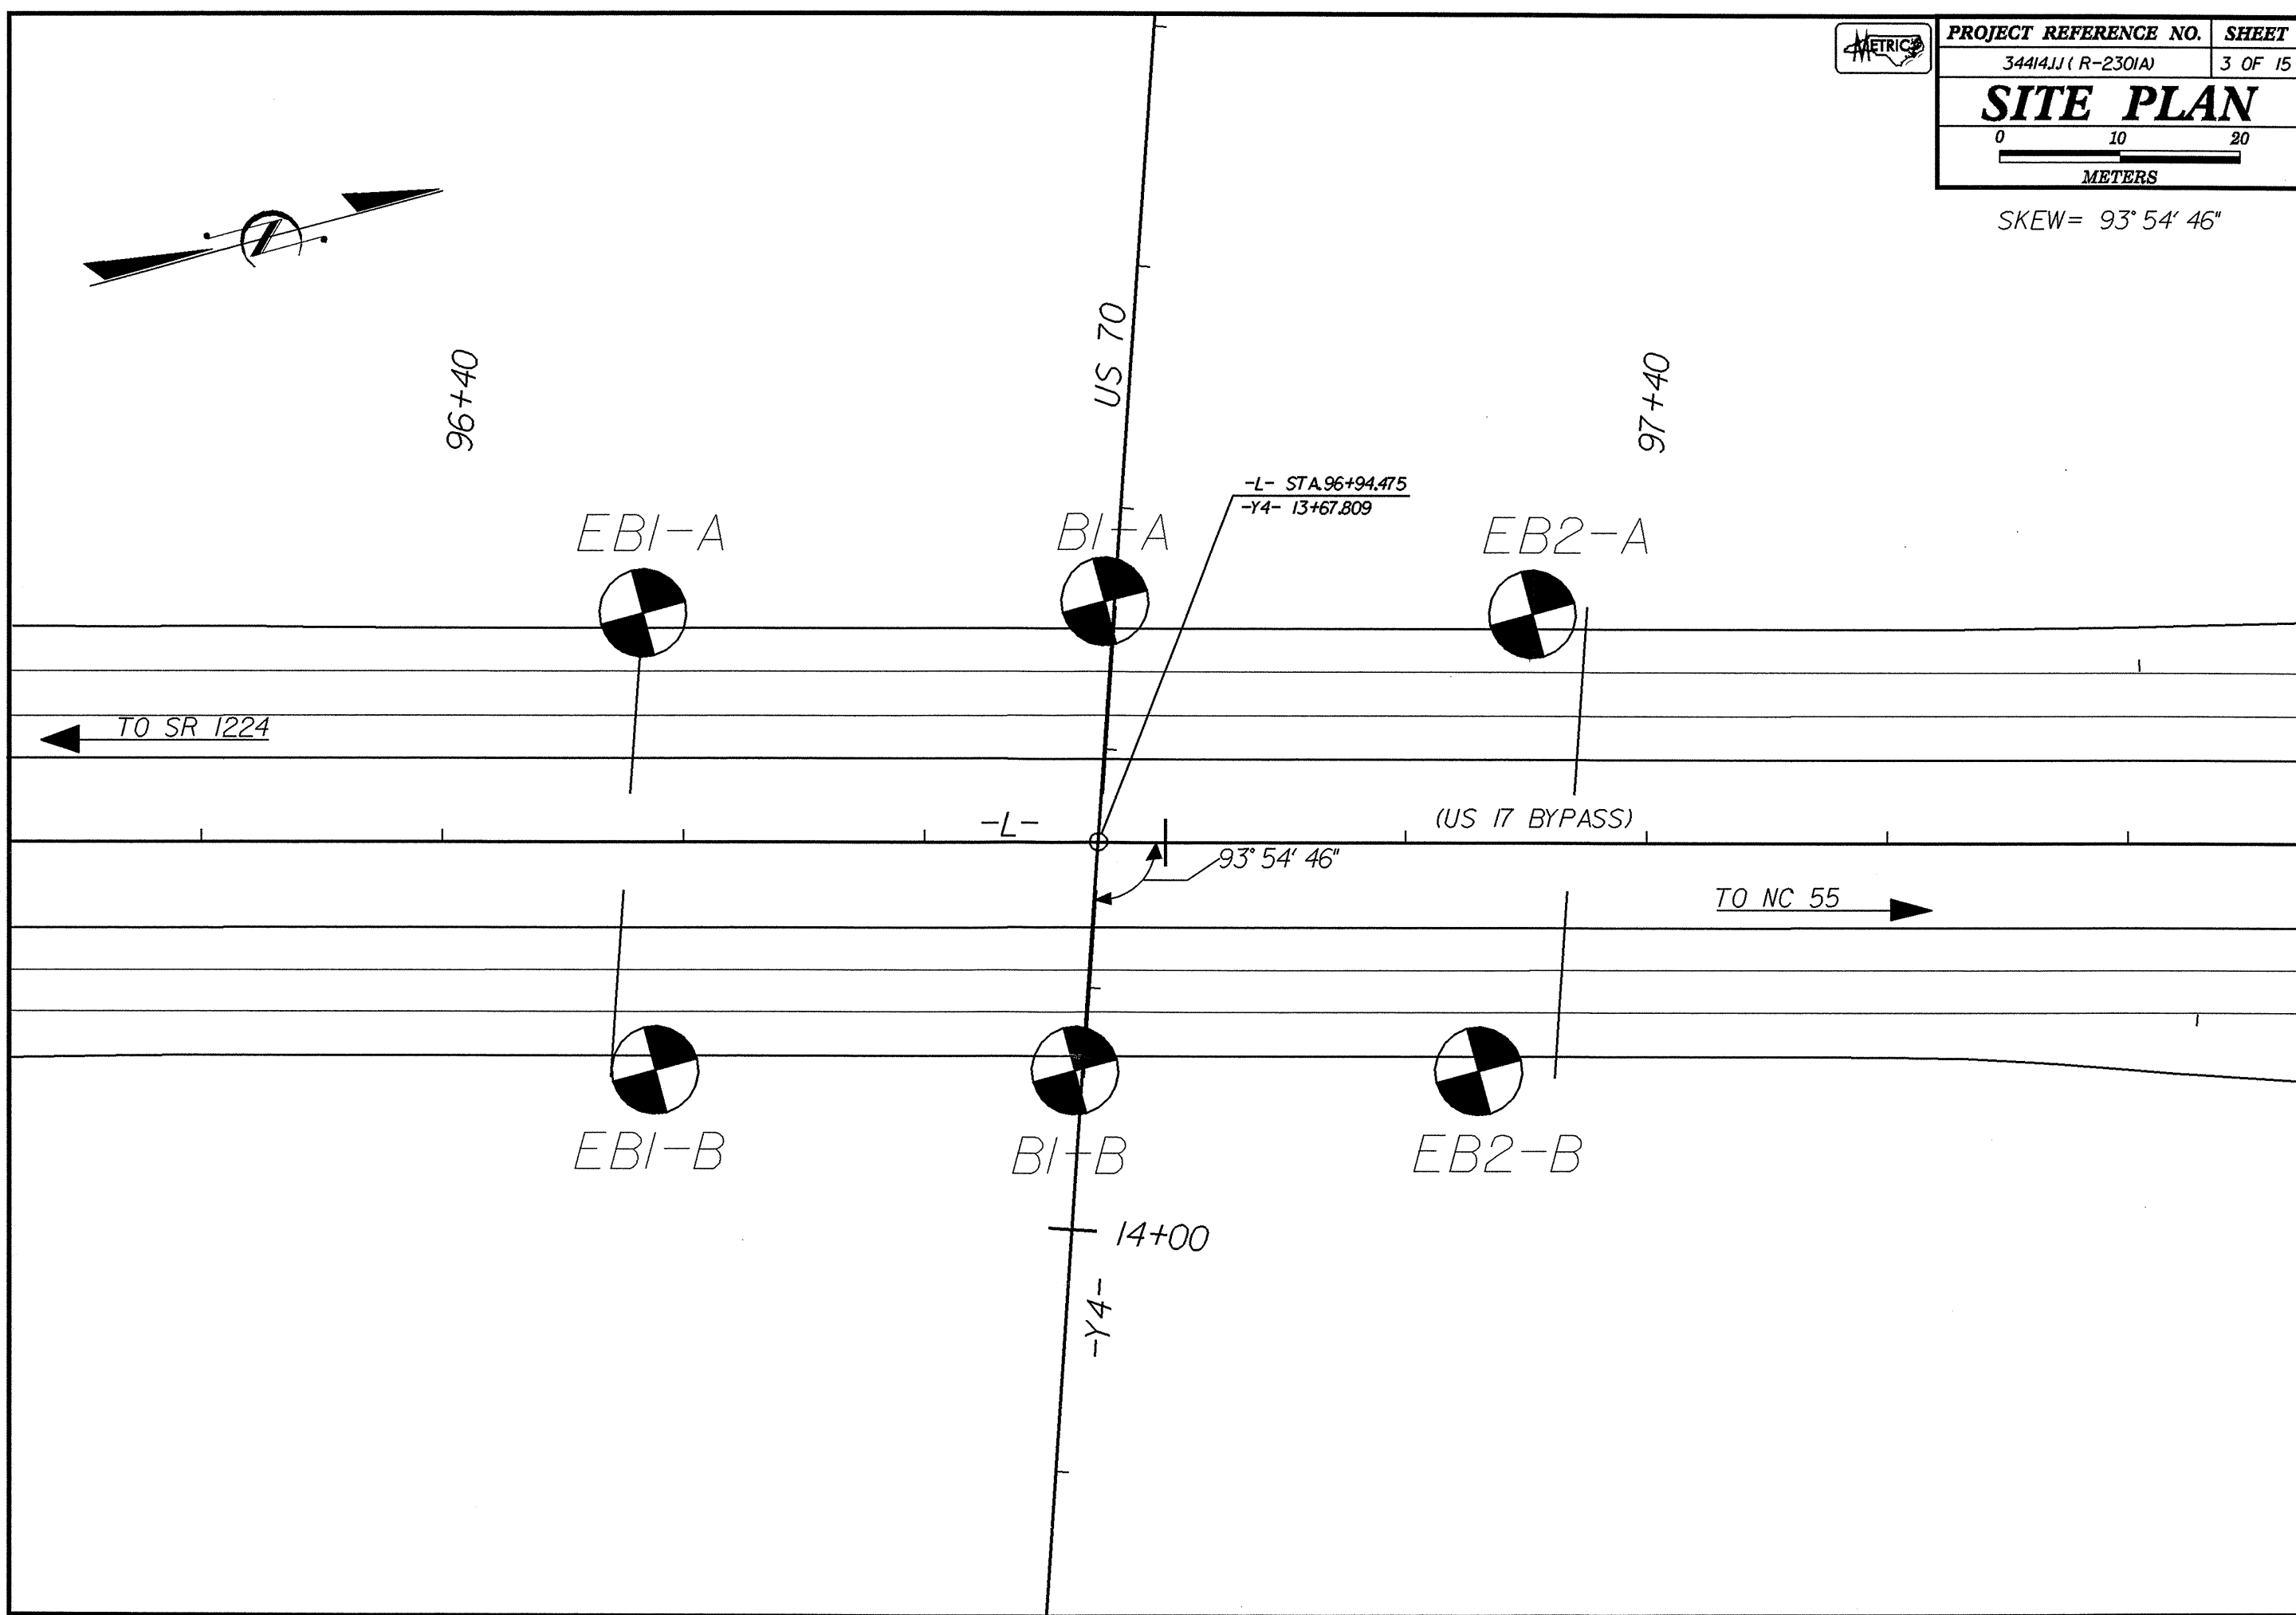 METRIC
PROJECT REFERENCE NO. SHEET
34414.1.1 ( R-2301A) 3 OF 15
SITE PLAN
0 10 20
METERS
SKEW= 93° 54' 46"
US 70
96+40
97+40
-L- STA.96+94.475
-Y4- 13+67.809
EB1-A
B1-A
EB2-A
TO SR 1224
-L-
(US 17 BYPASS)
93° 54' 46"
TO NC 55
EB1-B
B1-B
EB2-B
14+00
-Y4-